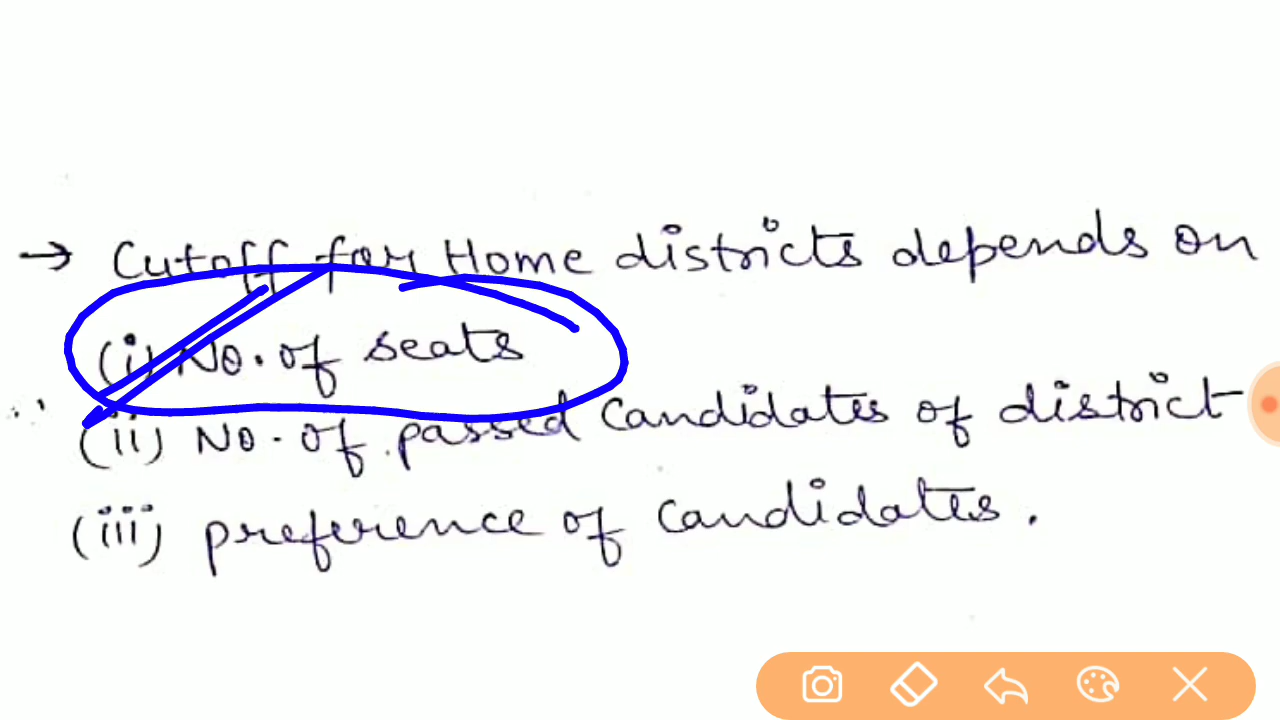 → Cutoff for Home districts depends on
(i) No. of seats
(ii) No. of passed candidates of district
(iii) preference of candidates.